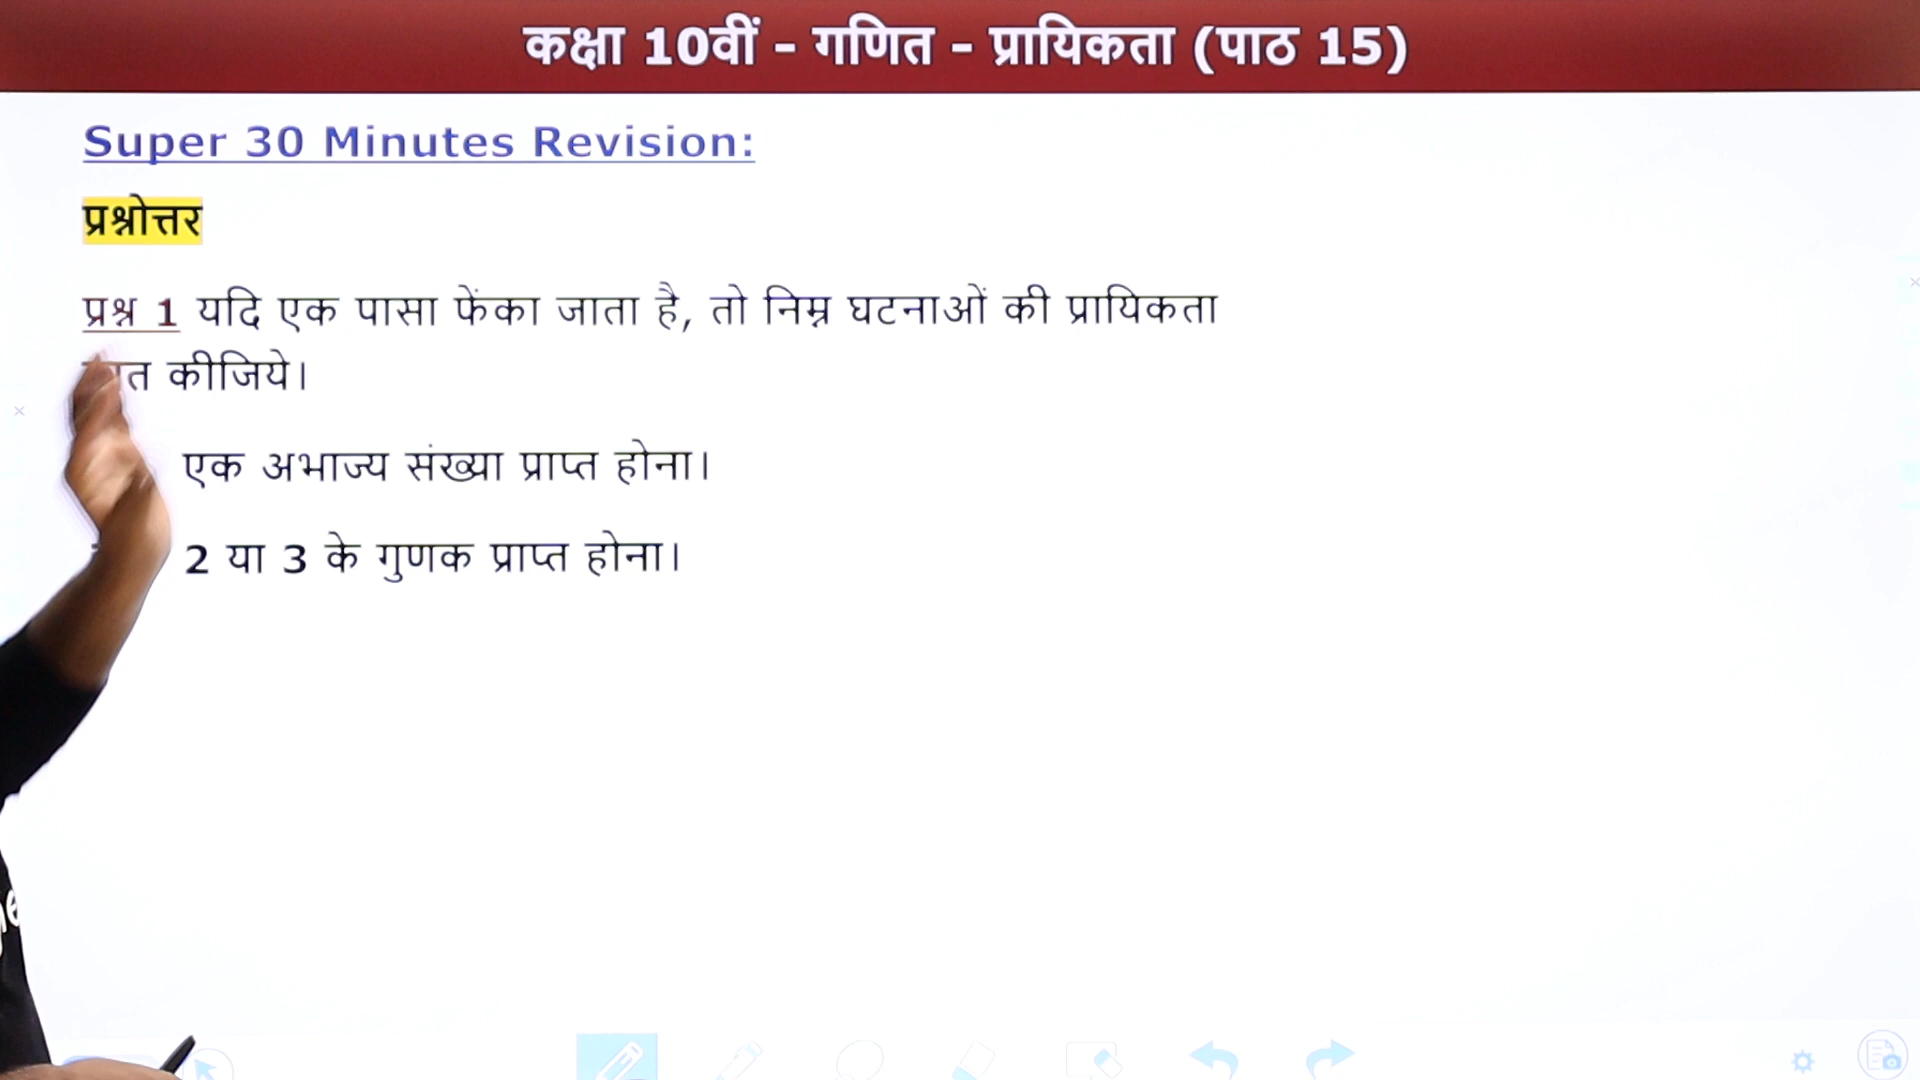 कक्षा 10वीं – गणित – प्रायिकता (पाठ 15)
Super 30 Minutes Revision:
प्रश्नोत्तर
प्रश्न 1 यदि एक पासा फेंका जाता है, तो निम्न घटनाओं की प्रायिकता
कीजिये।
एक अभाज्य संख्या प्राप्त होना।
2 या 3 के गुणक प्राप्त होना।